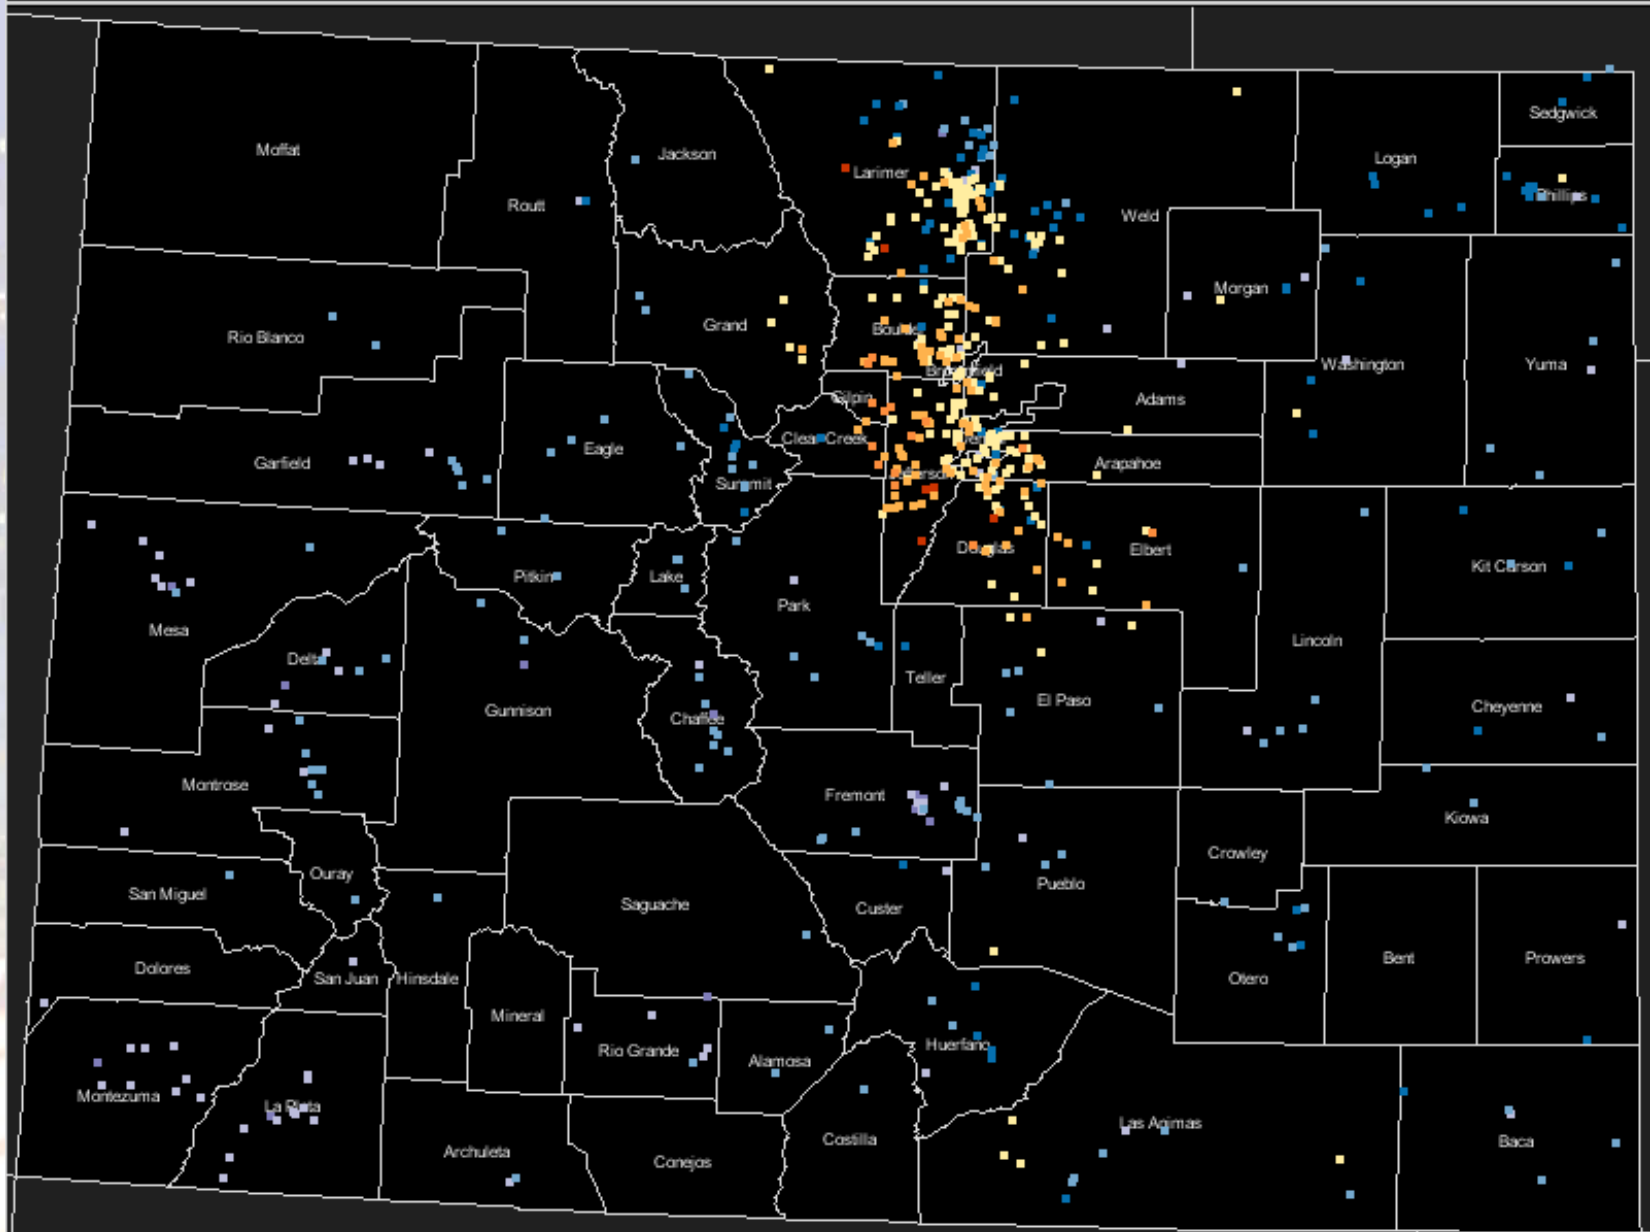 Sedgwick
Moffat
Jackson
Logan
Larimer
Phillips
Routt
Weld
Morgan
Grand
Boulder
Rio Blanco
Washington
Yuma
Broomfield
Gilpin
Adams
Clear Creek
Denver
Eagle
Garfield
Arapahoe
Jefferson
Summit
Douglas
Elbert
Kit Carson
Pitkin
Lake
Park
Mesa
Lincoln
Delta
Teller
El Paso
Cheyenne
Gunnison
Chaffee
Montrose
Fremont
Kiowa
Crowley
Ouray
Pueblo
San Miguel
Saguache
Custer
Bent
Prowers
Dolores
San Juan
Hinsdale
Otero
Mineral
Huerfano
Rio Grande
Alamosa
Montezuma
La Plata
Las Animas
Costilla
Baca
Archuleta
Conejos